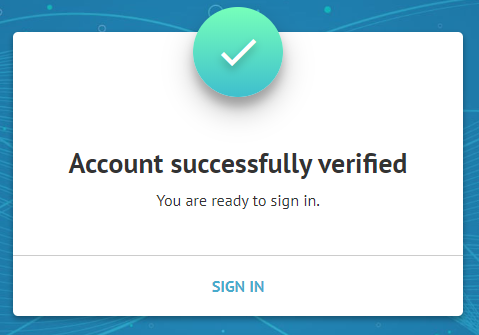 Account successfully verified
You are ready to sign in.
SIGN IN